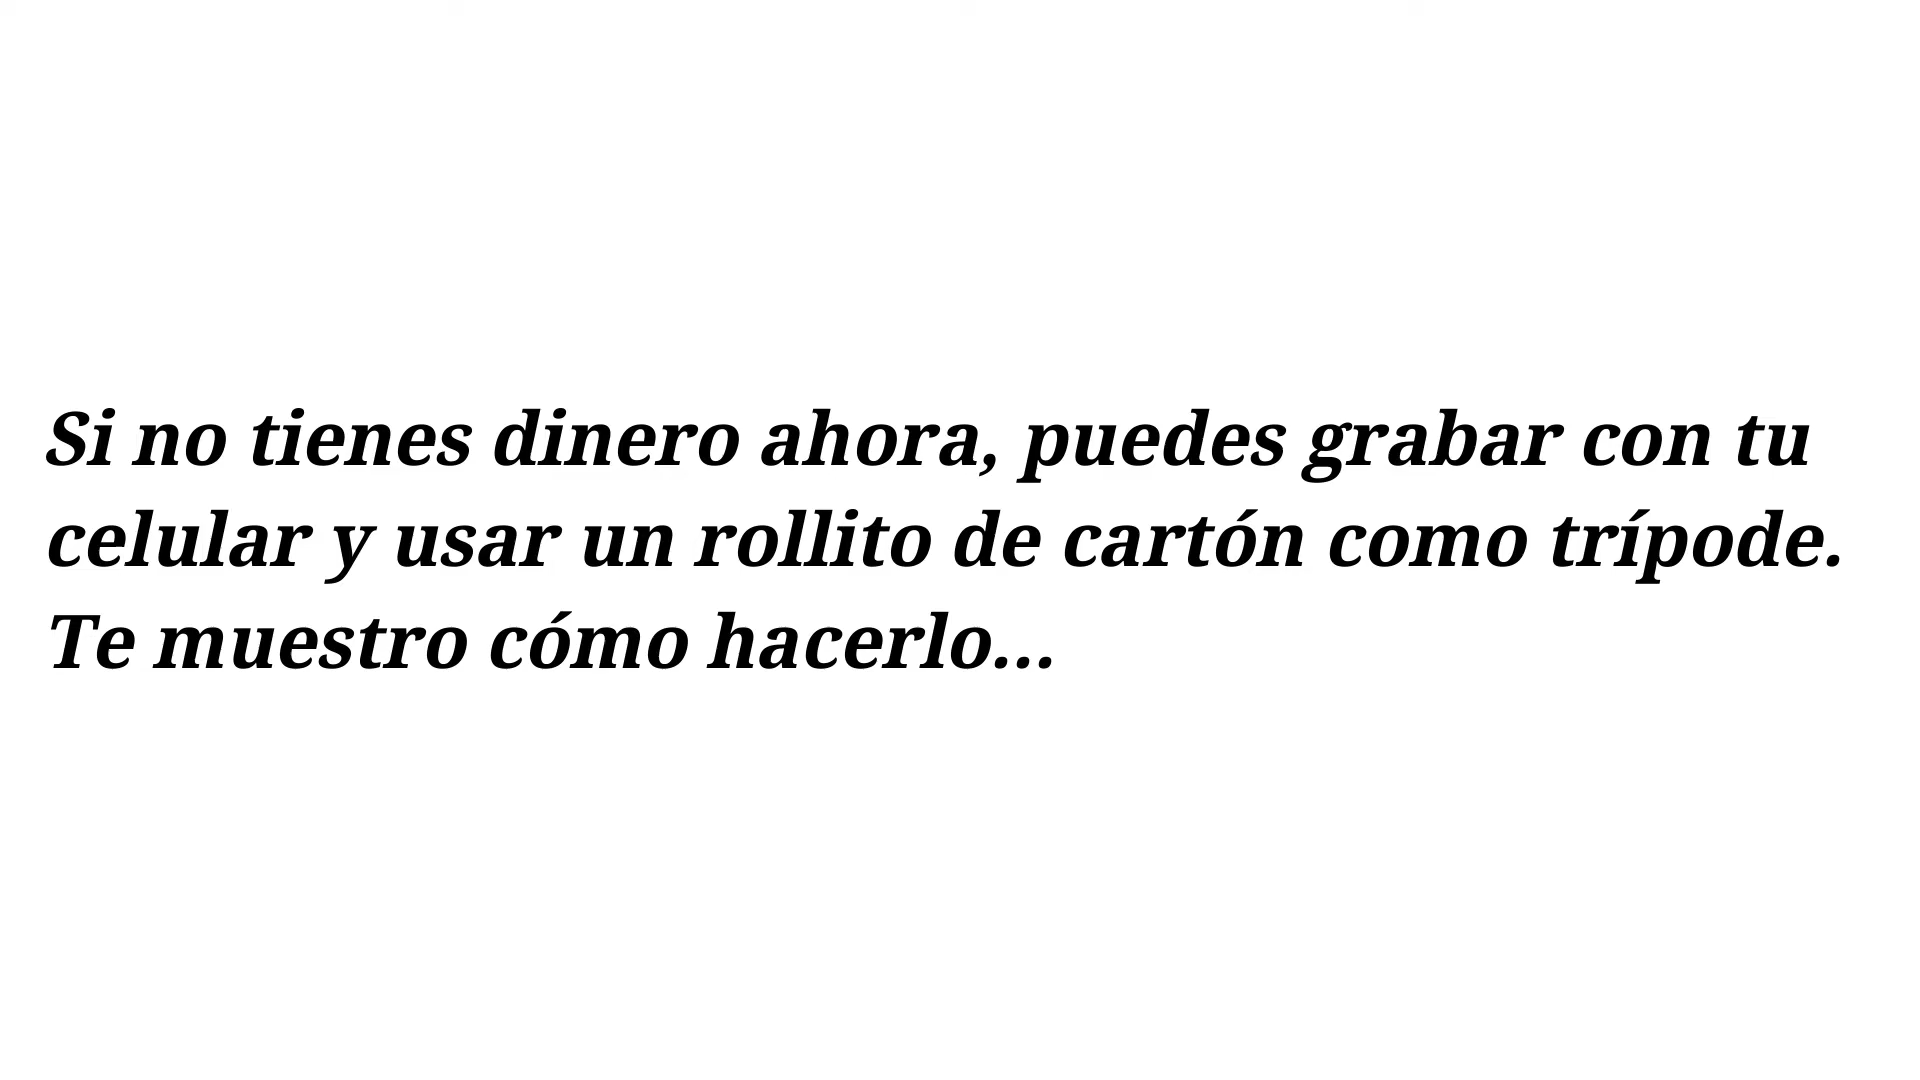 Si no tienes dinero ahora, puedes grabar con tu
celular y usar un rollito de cartón como trípode.
Te muestro cómo hacerlo...